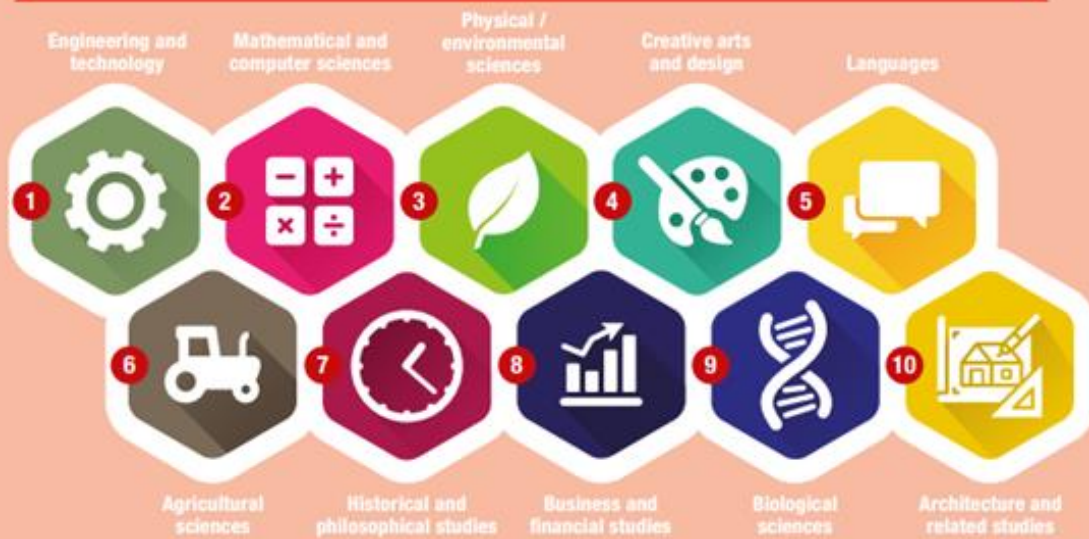 Engineering and
technology
Mathematical and
computer sciences
Physical /
environmental
sciences
Creative arts
and design
Languages
1
2
3
4
5
6
7
8
9
10
Agricultural
sciences
Historical and
philosophical studies
Business and
financial studies
Biological
sciences
Architecture and
related studies